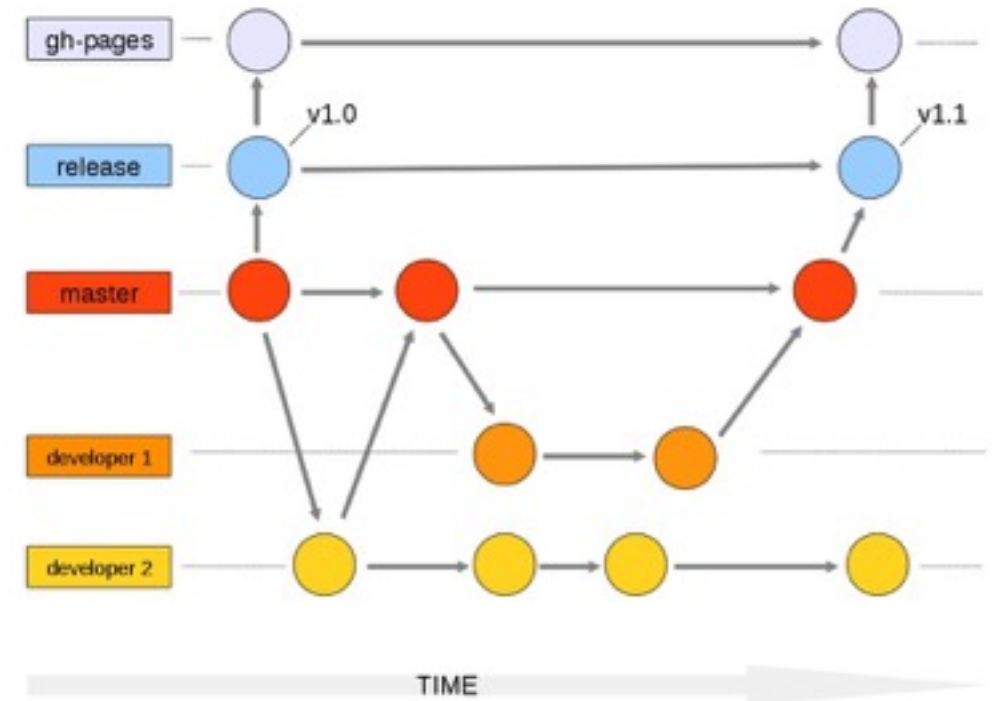 gh-pages
v1.0
v1.1
release
master
developer 1
developer 2
TIME